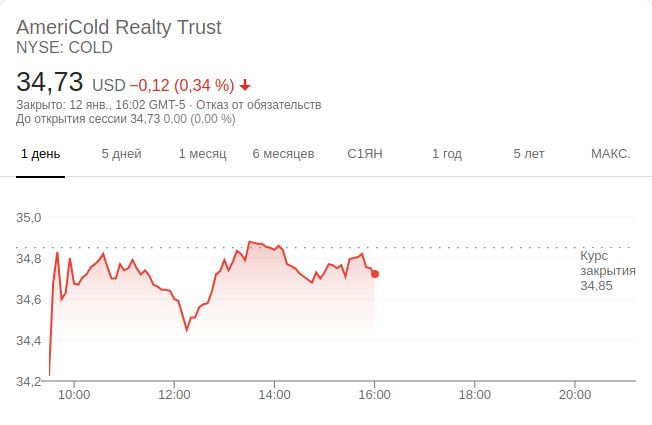 AmeriCold Realty Trust
NYSE: COLD
34,73 USD −0,12 (0,34 %)
Закрыто: 12 янв., 16:02 GMT-5 · Отказ от обязательств
До открытия сессии 34,73 0,00 (0,00 %)
1 день 5 дней 1 месяц 6 месяцев С1ЯН 1 год 5 лет МАКС.
35,0
34,8
34,6
34,4
34,2
Курс
закрытия
34,85
10:00 12:00 14:00 16:00 18:00 20:00